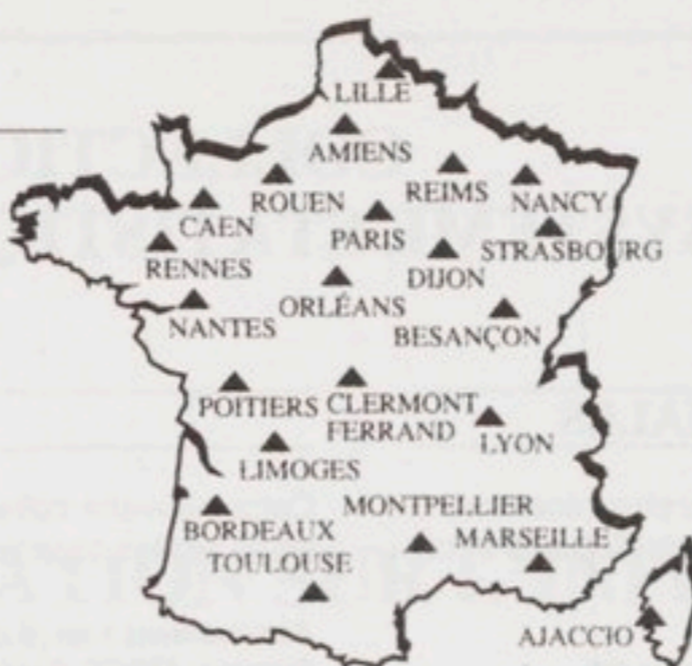 LILLE
AMIENS
ROUEN
REIMS
NANCY
CAEN
PARIS
STRASBOURG
RENNES
DIJON
ORLÉANS
NANTES
BESANÇON
POITIERS
CLERMONT
FERRAND
LYON
LIMOGES
MONTPELLIER
BORDEAUX
MARSEILLE
TOULOUSE
AJACCIO